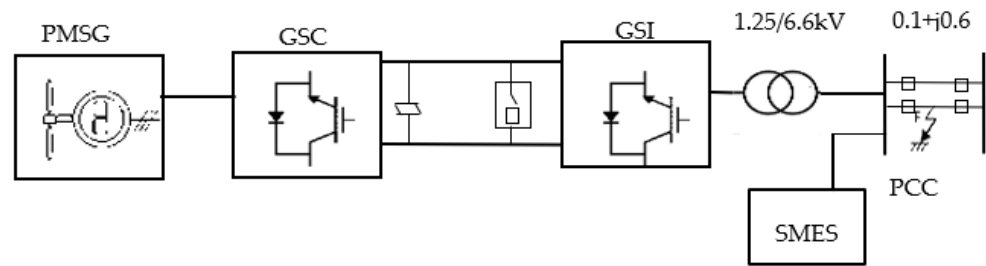 PMSG
GSC
GSI
1.25/6.6kV
0.1+j0.6
F
PCC
SMES